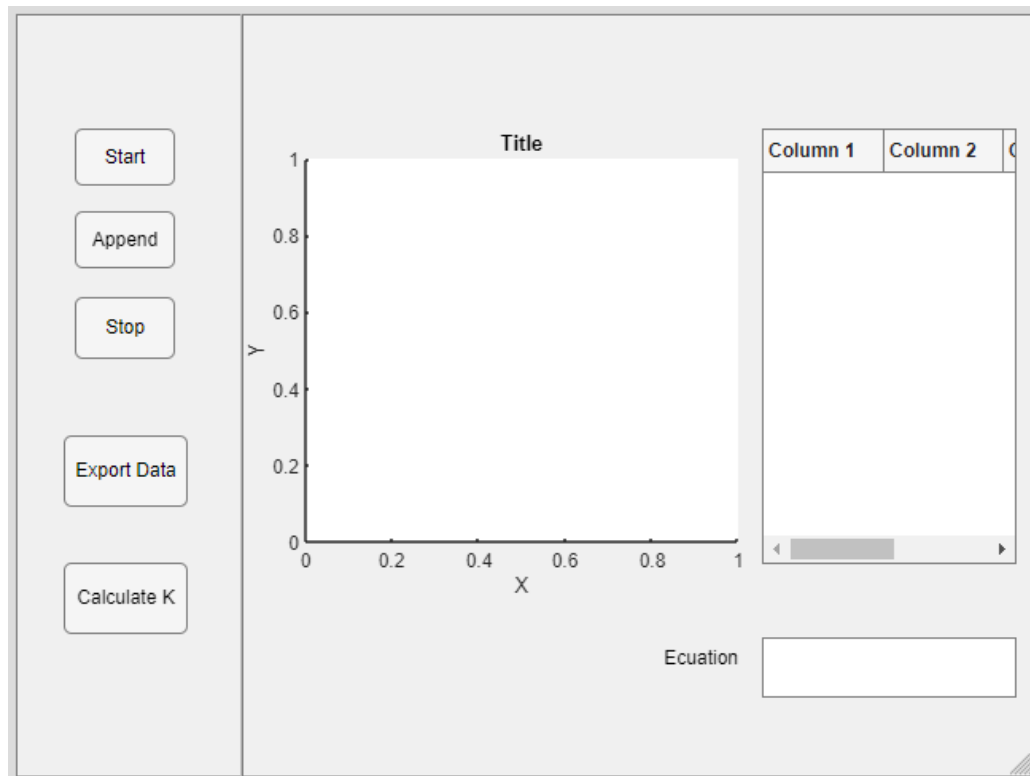 Start
Append
Stop
Export Data
Calculate K
Title
1
0.8
0.6
0.4
0.2
0
Y
0 0.2 0.4 0.6 0.8 1
X
Column 1 Column 2
Ecuation